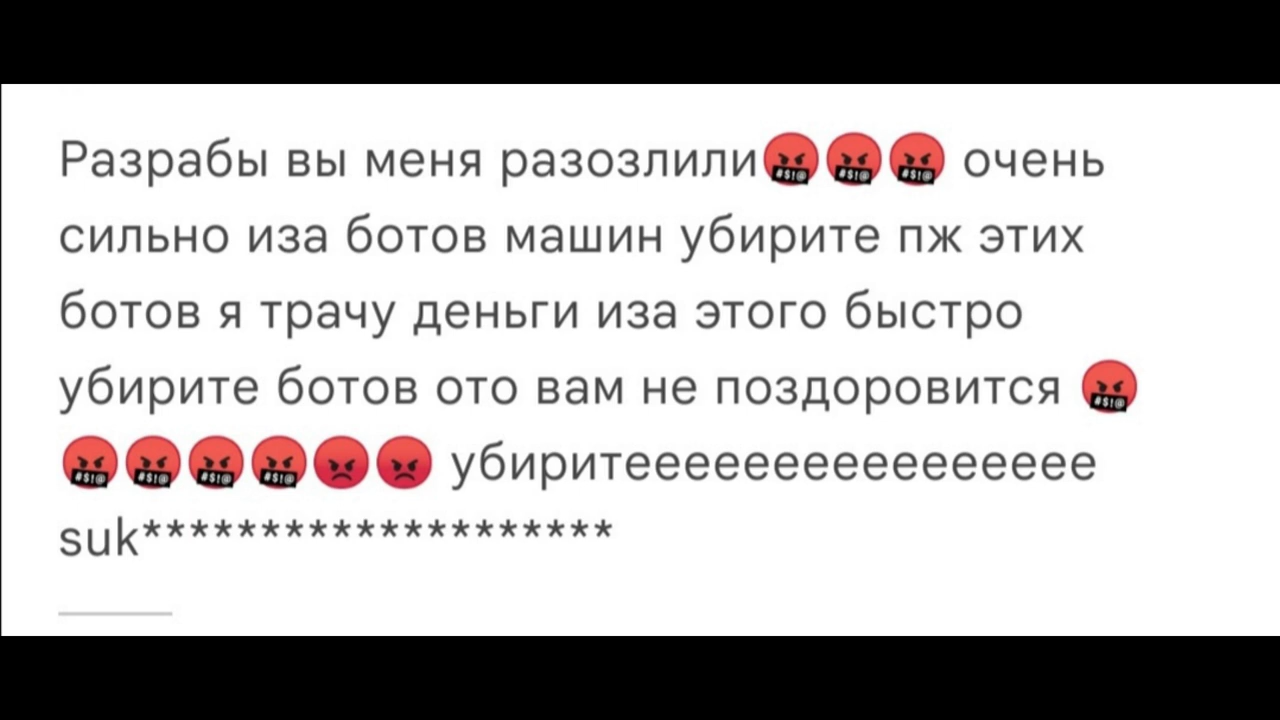 Разрабы вы меня разозлили🤬🤬🤬 очень
сильно иза ботов машин убирите пж этих
ботов я трачу деньги иза этого быстро
убирите ботов ото вам не поздоровится 🤬
🤬🤬🤬🤬😡😡 убиритеееееееееееееееее
suk********************